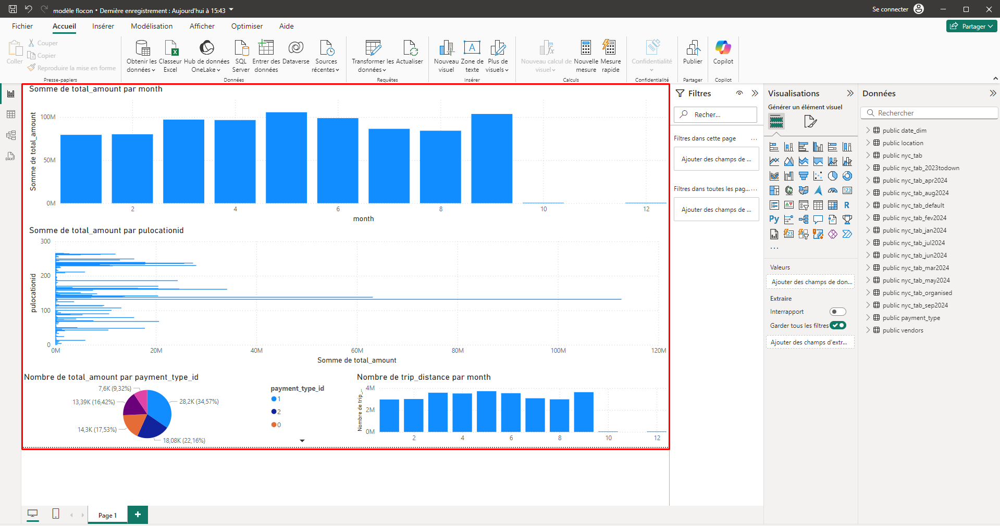 modèle flocon • Dernière enregistrement : Aujourd'hui à 15:43
Se connecter
Fichier
Accueil
Insérer
Modélisation
Afficher
Optimiser
Aide
Partager
Coller
Couper
Copier
Reproduire la mise en forme
Presse-papiers
Obtenir les données
Classeur Excel
Hub de données OneLake
SQL Server
Entrer des données
Dataverse
Sources récentes
Données
Transformer les données
Actualiser
Requêtes
Nouveau visuel
Zone de texte
Plus de visuels
Insérer
Nouveau calcul de visuel
Nouvelle mesure
Mesure rapide
Calculs
Confidentialité
Confidentialité
Publier
Partager
Copilot
Copilot
Somme de total_amount par month
Somme de total_amount
100M
50M
0M
2 4 6 8 10 12
month
Somme de total_amount par pulocationid
pulocationid
300
200
100
0
0M 20M 40M 60M 80M 100M 120M
Somme de total_amount
Nombre de total_amount par payment_type_id
7,6K (9,32%)
13,39K (16,42%)
28,2K (34,57%)
14,3K (17,53%)
18,08K (22,16%)
payment_type_id
1
2
0
Nombre de trip_distance par month
Nombre de trip_...
4M
2M
0M
2 4 6 8 10 12
Filtres
Recher...
Filtres dans cette page ...
Ajouter des champs de ...
Filtres dans toutes les pag... ...
Ajouter des champs de ...
Visualisations
Générer un élément visuel
123
R
Py
123
...
Valeurs
Ajouter des champs de don...
Extraire
Interrapport
Garder tous les filtres
Ajouter des champs d'extr...
Données
Rechercher
public date_dim
public location
public nyc_tab
public nyc_tab_2023todown
public nyc_tab_apr2024
public nyc_tab_aug2024
public nyc_tab_default
public nyc_tab_fev2024
public nyc_tab_jan2024
public nyc_tab_jul2024
public nyc_tab_jun2024
public nyc_tab_mar2024
public nyc_tab_may2024
public nyc_tab_organised
public nyc_tab_sep2024
public payment_type
public vendors
DAX
Page 1